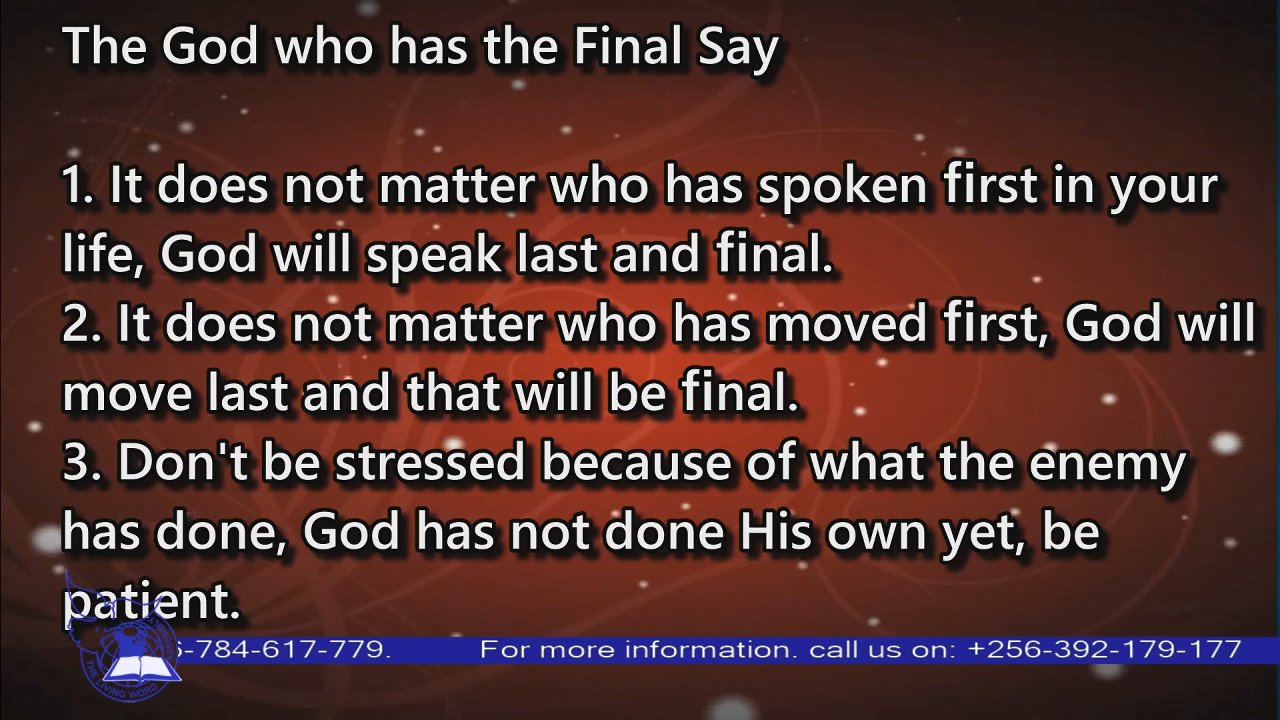 The God who has the Final Say
1. It does not matter who has spoken first in your
life, God will speak last and final.
2. It does not matter who has moved first, God will
move last and that will be final.
3. Don't be stressed because of what the enemy
has done, God has not done His own yet, be
patient.
6-784-617-779. For more information. call us on: +256-392-179-177
THE LIVING WORD